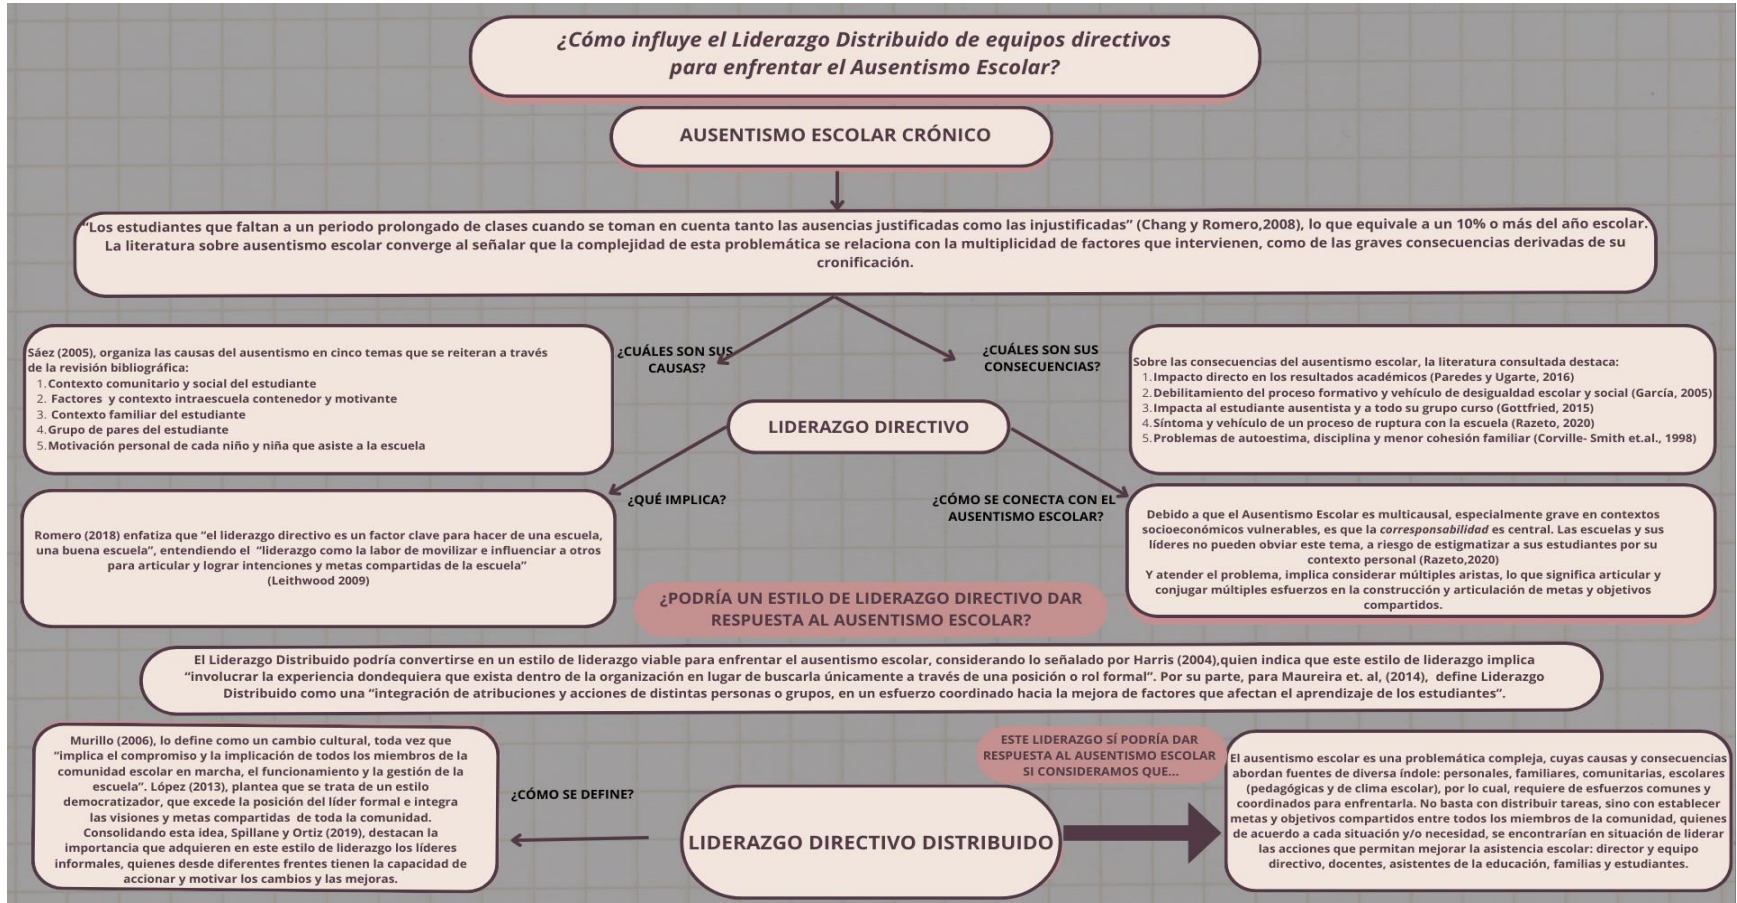 ¿Cómo influye el Liderazgo Distribuido de equipos directivos
para enfrentar el Ausentismo Escolar?
AUSENTISMO ESCOLAR CRÓNICO
“Los estudiantes que faltan a un periodo prolongado de clases cuando se toman en cuenta tanto las ausencias justificadas como las injustificadas” (Chang y Romero,2008), lo que equivale a un 10% o más del año escolar.
La literatura sobre ausentismo escolar converge al señalar que la complejidad de esta problemática se relaciona con la multiplicidad de factores que intervienen, como de las graves consecuencias derivadas de su
cronificación.
¿CUÁLES SON SUS
CAUSAS?
Sáez (2005), organiza las causas del ausentismo en cinco temas que se reiteran a través
de la revisión bibliográfica:
1. Contexto comunitario y social del estudiante
2. Factores y contexto intraescuela contenedor y motivante
3. Contexto familiar del estudiante
4. Grupo de pares del estudiante
5. Motivación personal de cada niño y niña que asiste a la escuela
¿CUÁLES SON SUS
CONSECUENCIAS?
Sobre las consecuencias del ausentismo escolar, la literatura consultada destaca:
1. Impacto directo en los resultados académicos (Paredes y Ugarte, 2016)
2. Debilitamiento del proceso formativo y vehículo de desigualdad escolar y social (García, 2005)
3. Impacta al estudiante ausentista y a todo su grupo curso (Gottfried, 2015)
4. Síntoma y vehículo de un proceso de ruptura con la escuela (Razeto, 2020)
5. Problemas de autoestima, disciplina y menor cohesión familiar (Corville- Smith et.al., 1998)
LIDERAZGO DIRECTIVO
¿QUÉ IMPLICA?
Romero (2018) enfatiza que “el liderazgo directivo es un factor clave para hacer de una escuela,
una buena escuela”, entendiendo el “liderazgo como la labor de movilizar e influenciar a otros
para articular y lograr intenciones y metas compartidas de la escuela”
(Leithwood 2009)
¿CÓMO SE CONECTA CON EL
AUSENTISMO ESCOLAR?
Debido a que el Ausentismo Escolar es multicausal, especialmente grave en contextos
socioeconómicos vulnerables, es que la corresponsabilidad es central. Las escuelas y sus
líderes no pueden obviar este tema, a riesgo de estigmatizar a sus estudiantes por su
contexto personal (Razeto,2020)
Y atender el problema, implica considerar múltiples aristas, lo que significa articular y
conjugar múltiples esfuerzos en la construcción y articulación de metas y objetivos
compartidos.
¿PODRÍA UN ESTILO DE LIDERAZGO DIRECTIVO DAR
RESPUESTA AL AUSENTISMO ESCOLAR?
El Liderazgo Distribuido podría convertirse en un estilo de liderazgo viable para enfrentar el ausentismo escolar, considerando lo señalado por Harris (2004),quien indica que este estilo de liderazgo implica
“involucrar la experiencia dondequiera que exista dentro de la organización en lugar de buscarla únicamente a través de una posición o rol formal”. Por su parte, para Maureira et. al, (2014), define Liderazgo
Distribuido como una “integración de atribuciones y acciones de distintas personas o grupos, en un esfuerzo coordinado hacia la mejora de factores que afectan el aprendizaje de los estudiantes”.
Murillo (2006), lo define como un cambio cultural, toda vez que
“implica el compromiso y la implicación de todos los miembros de la
comunidad escolar en marcha, el funcionamiento y la gestión de la
escuela”. López (2013), plantea que se trata de un estilo
democratizador, que excede la posición del líder formal e integra
las visiones y metas compartidas de toda la comunidad.
Consolidando esta idea, Spillane y Ortiz (2019), destacan la
importancia que adquieren en este estilo de liderazgo los líderes
informales, quienes desde diferentes frentes tienen la capacidad de
accionar y motivar los cambios y las mejoras.
¿CÓMO SE DEFINE?
LIDERAZGO DIRECTIVO DISTRIBUIDO
ESTE LIDERAZGO SÍ PODRÍA DAR
RESPUESTA AL AUSENTISMO ESCOLAR
SI CONSIDERAMOS QUE...
El ausentismo escolar es una problemática compleja, cuyas causas y consecuencias
abordan fuentes de diversa índole: personales, familiares, comunitarias, escolares
(pedagógicas y de clima escolar), por lo cual, requiere de esfuerzos comunes y
coordinados para enfrentarla. No basta con distribuir tareas, sino con establecer
metas y objetivos compartidos entre todos los miembros de la comunidad, quienes
de acuerdo a cada situación y/o necesidad, se encontrarían en situación de liderar
las acciones que permitan mejorar la asistencia escolar: director y equipo
directivo, docentes, asistentes de la educación, familias y estudiantes.